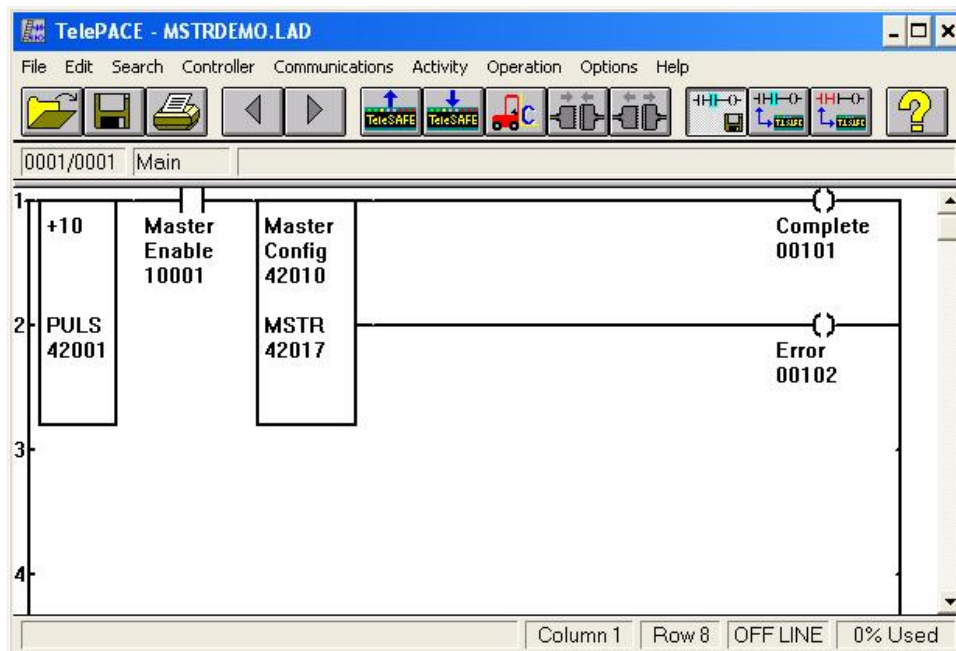 TelePACE - MSTRDEMO.LAD
File Edit Search Controller Communications Activity Operation Options Help
TeleSAFE TeleSAFE C
0001/0001 Main
1
+10 Master Master Complete
Enable Config 00101
10001 42010
2 PULS MSTR
42001 42017 Error
00102
3
4
Column 1 Row 8 OFF LINE 0% Used